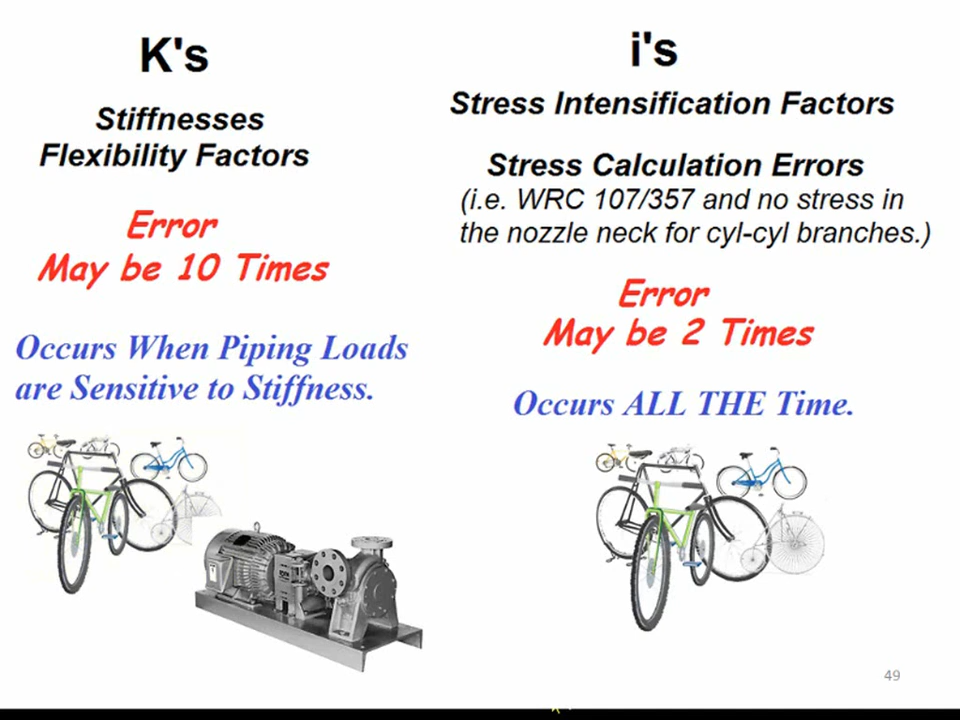 K's
Stiffnesses
Flexibility Factors
Error
May be 10 Times
Occurs When Piping Loads
are Sensitive to Stiffness.
i's
Stress Intensification Factors
Stress Calculation Errors
(i.e. WRC 107/357 and no stress in
the nozzle neck for cyl-cyl branches.)
Error
May be 2 Times
Occurs ALL THE Time.
49